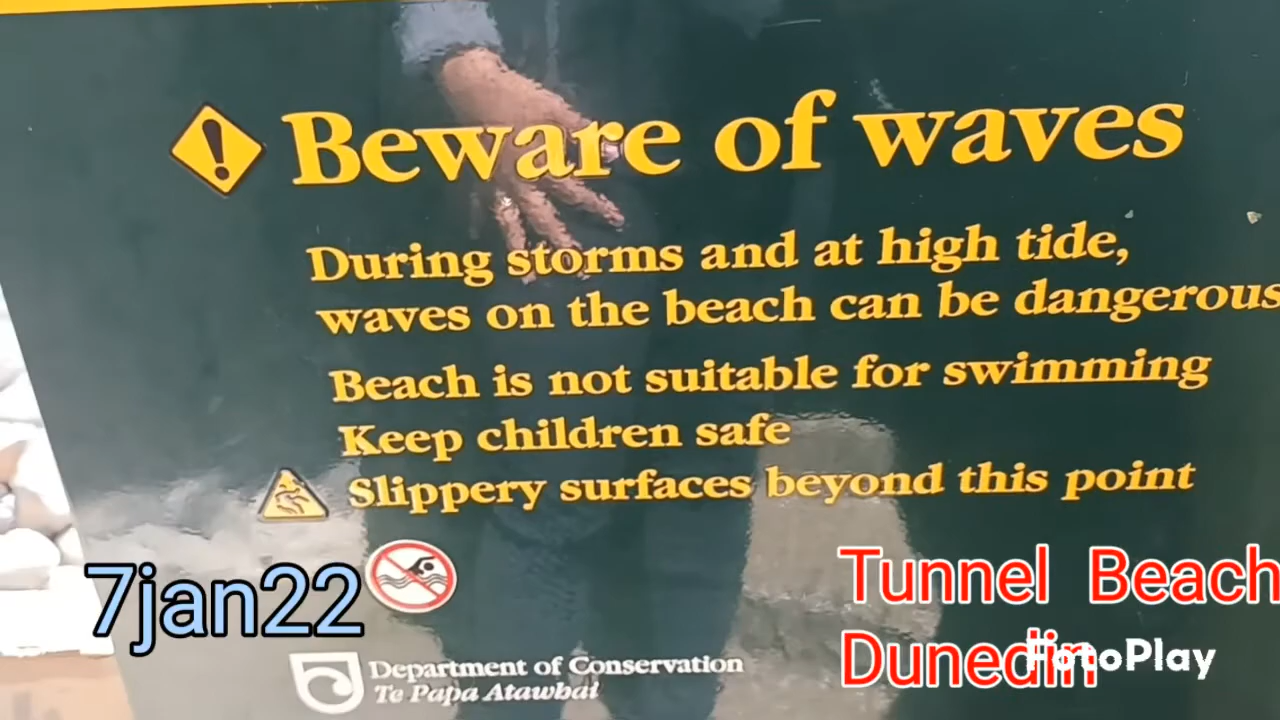 Beware of waves
During storms and at high tide,
waves on the beach can be dangerous
Beach is not suitable for swimming
Keep children safe
Slippery surfaces beyond this point
7jan22
Tunnel Beach
Dunedin
FotoPlay
Department of Conservation
Te Papa Atawhai